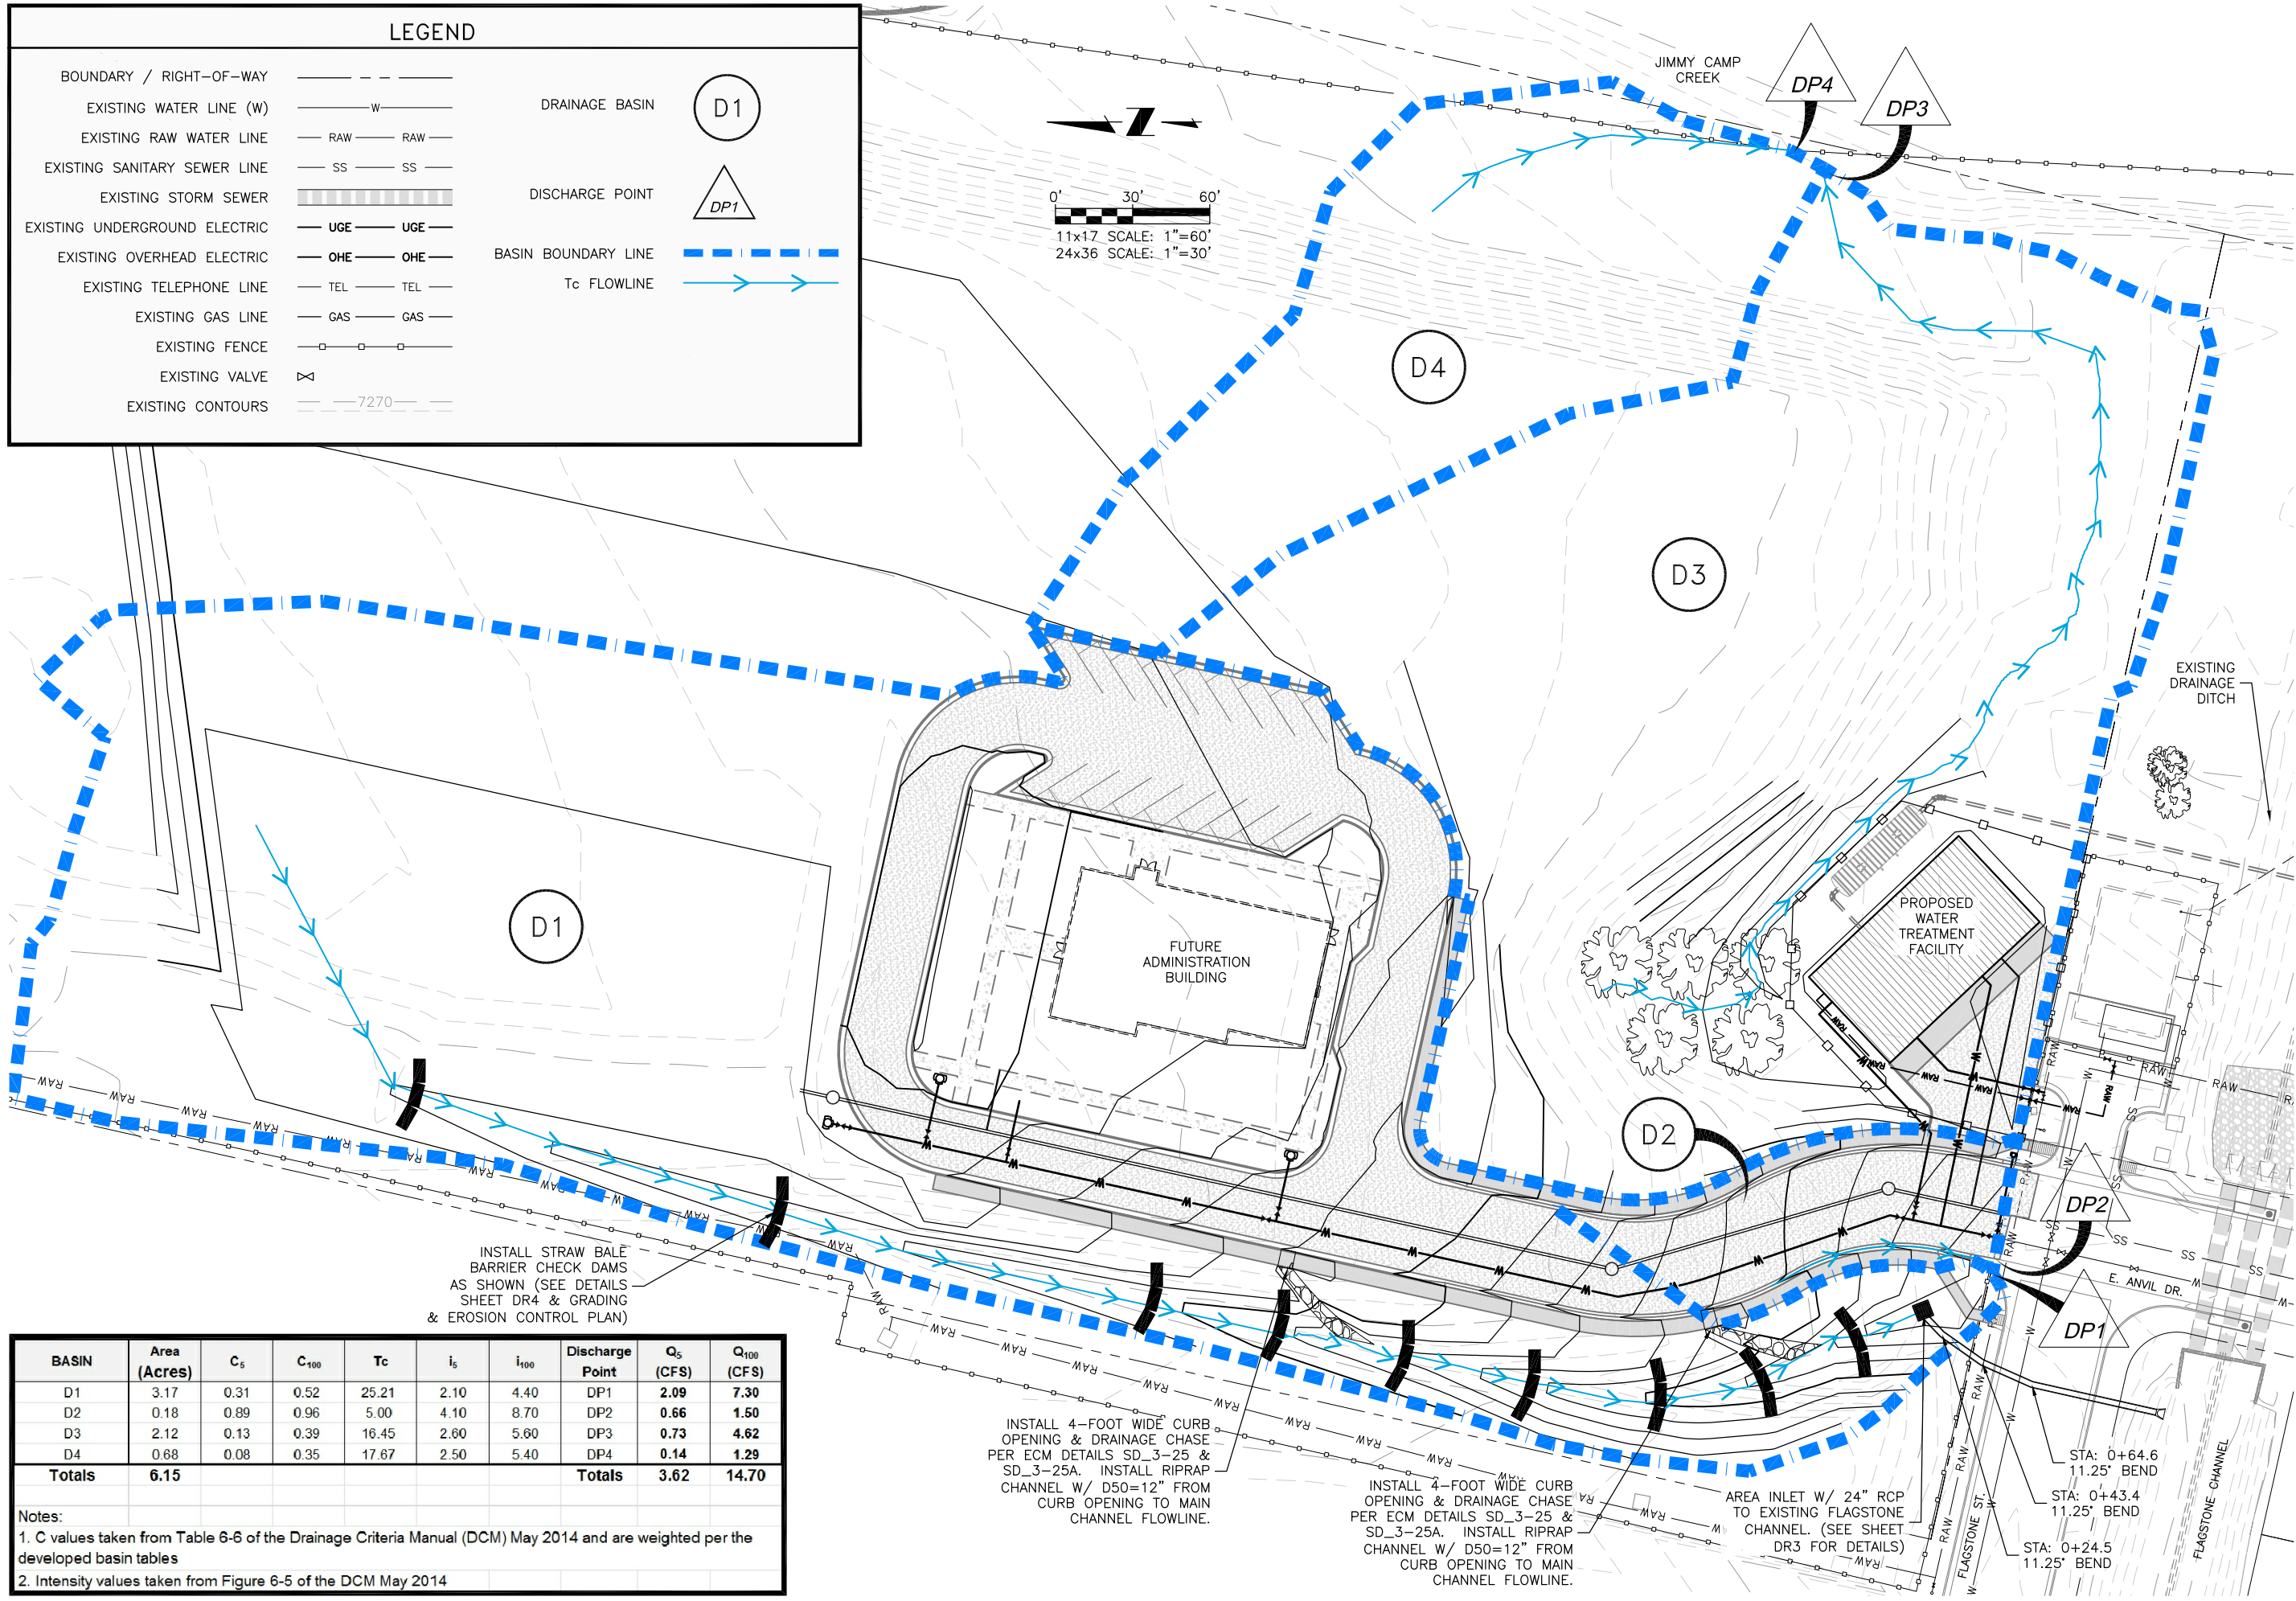 LEGEND
BOUNDARY / RIGHT-OF-WAY
EXISTING WATER LINE (W)
W
EXISTING RAW WATER LINE
RAW RAW
EXISTING SANITARY SEWER LINE
SS SS
EXISTING STORM SEWER
EXISTING UNDERGROUND ELECTRIC
UGE UGE
EXISTING OVERHEAD ELECTRIC
OHE OHE
EXISTING TELEPHONE LINE
TEL TEL
EXISTING GAS LINE
GAS GAS
EXISTING FENCE
EXISTING VALVE
EXISTING CONTOURS
7270
DRAINAGE BASIN
D1
DISCHARGE POINT
DP1
BASIN BOUNDARY LINE
Tc FLOWLINE
0' 30' 60'
11x17 SCALE: 1"=60'
24x36 SCALE: 1"=30'
JIMMY CAMP
CREEK
DP4
DP3
D4
D3
D1
D2
EXISTING
DRAINAGE
DITCH
FUTURE
ADMINISTRATION
BUILDING
PROPOSED
WATER
TREATMENT
FACILITY
DP2
DP1
E. ANVIL DR.
FLAGSTONE ST.
FLAGSTONE CHANNEL
INSTALL STRAW BALE
BARRIER CHECK DAMS
AS SHOWN (SEE DETAILS
SHEET DR4 & GRADING
& EROSION CONTROL PLAN)
INSTALL 4-FOOT WIDE CURB
OPENING & DRAINAGE CHASE
PER ECM DETAILS SD_3-25 &
SD_3-25A. INSTALL RIPRAP
CHANNEL W/ D50=12" FROM
CURB OPENING TO MAIN
CHANNEL FLOWLINE.
INSTALL 4-FOOT WIDE CURB
OPENING & DRAINAGE CHASE
PER ECM DETAILS SD_3-25 &
SD_3-25A. INSTALL RIPRAP
CHANNEL W/ D50=12" FROM
CURB OPENING TO MAIN
CHANNEL FLOWLINE.
AREA INLET W/ 24" RCP
TO EXISTING FLAGSTONE
CHANNEL. (SEE SHEET
DR3 FOR DETAILS)
STA: 0+64.6
11.25° BEND
STA: 0+43.4
11.25° BEND
STA: 0+24.5
11.25° BEND
BASIN Area (Acres) C5 C100 Tc i5 i100 Discharge Point Q5 (CFS) Q100 (CFS)
D1 3.17 0.31 0.52 25.21 2.10 4.40 DP1 2.09 7.30
D2 0.18 0.89 0.96 5.00 4.10 8.70 DP2 0.66 1.50
D3 2.12 0.13 0.39 16.45 2.60 5.60 DP3 0.73 4.62
D4 0.68 0.08 0.35 17.67 2.50 5.40 DP4 0.14 1.29
Totals 6.15 Totals 3.62 14.70
Notes:
1. C values taken from Table 6-6 of the Drainage Criteria Manual (DCM) May 2014 and are weighted per the
developed basin tables
2. Intensity values taken from Figure 6-5 of the DCM May 2014